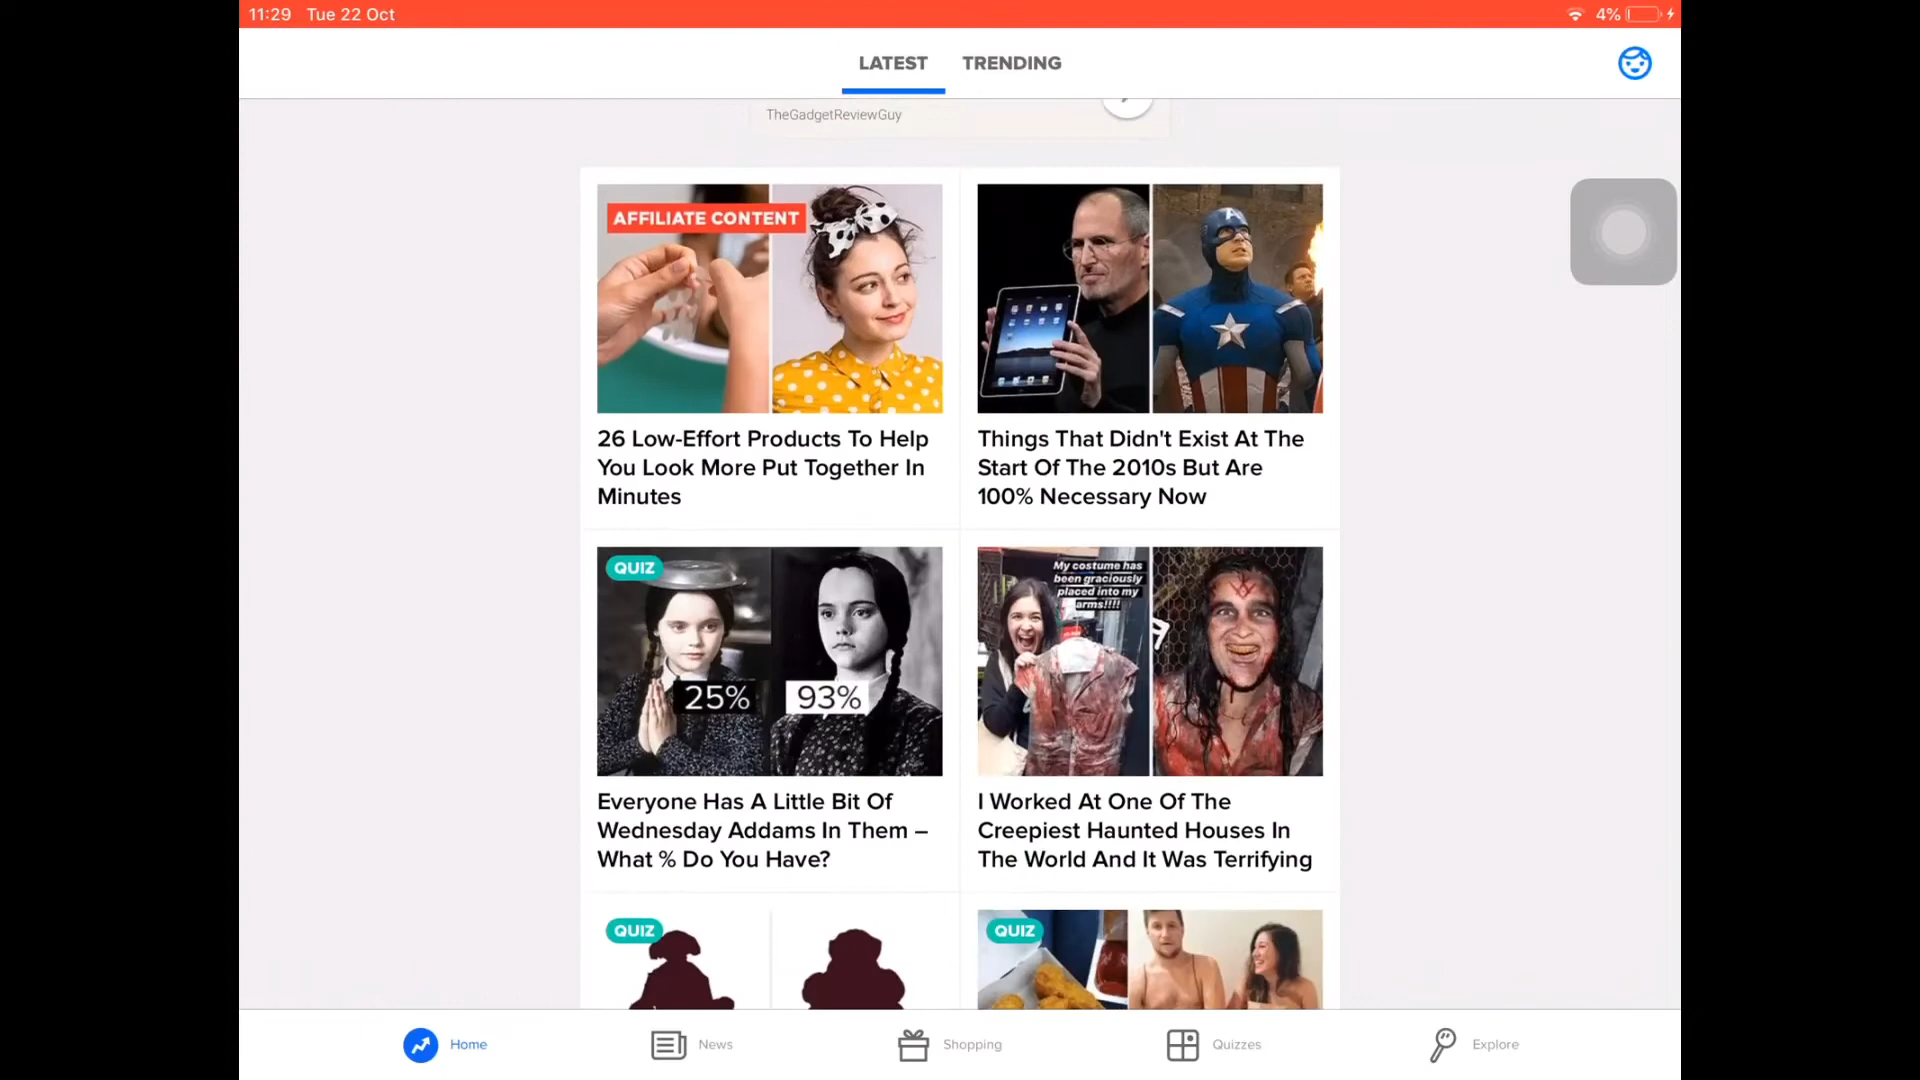 11:29 Tue 22 Oct 4%
LATEST TRENDING
TheGadgetReviewGuy
AFFILIATE CONTENT
26 Low-Effort Products To Help
You Look More Put Together In
Minutes
Things That Didn't Exist At The
Start Of The 2010s But Are
100% Necessary Now
QUIZ
25% 93%
Everyone Has A Little Bit Of
Wednesday Addams In Them –
What % Do You Have?
My costume has
been graciously
placed into my
arms!!!!
I Worked At One Of The
Creepiest Haunted Houses In
The World And It Was Terrifying
QUIZ
QUIZ
Home News Shopping Quizzes Explore